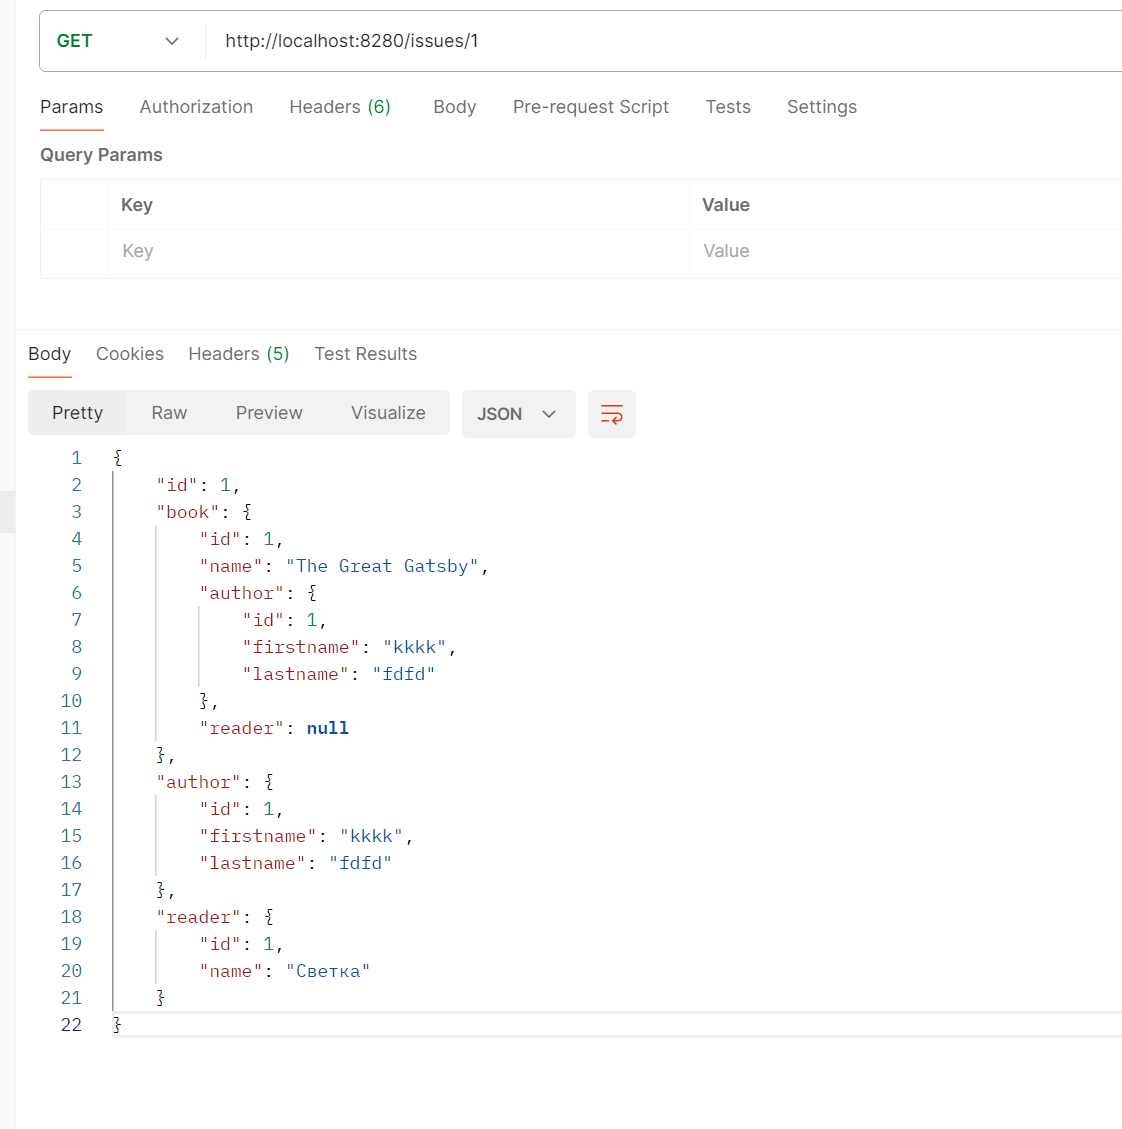 GET http://localhost:8280/issues/1
Params Authorization Headers (6) Body Pre-request Script Tests Settings
Query Params
Key Value
Key Value
Body Cookies Headers (5) Test Results
Pretty Raw Preview Visualize JSON
1 {
2 "id": 1,
3 "book": {
4 "id": 1,
5 "name": "The Great Gatsby",
6 "author": {
7 "id": 1,
8 "firstname": "kkkk",
9 "lastname": "fdfd"
10 },
11 "reader": null
12 },
13 "author": {
14 "id": 1,
15 "firstname": "kkkk",
16 "lastname": "fdfd"
17 },
18 "reader": {
19 "id": 1,
20 "name": "Светка"
21 }
22 }